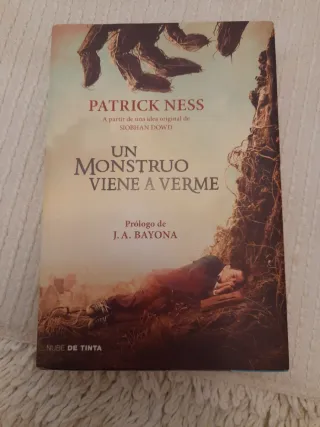 PATRICK NESS
A partir de una idea original de
SIOBHAN DOWD
UN
MONSTRUO
VIENE A VERME
Prólogo de
J. A. BAYONA
NUBE DE TINTA